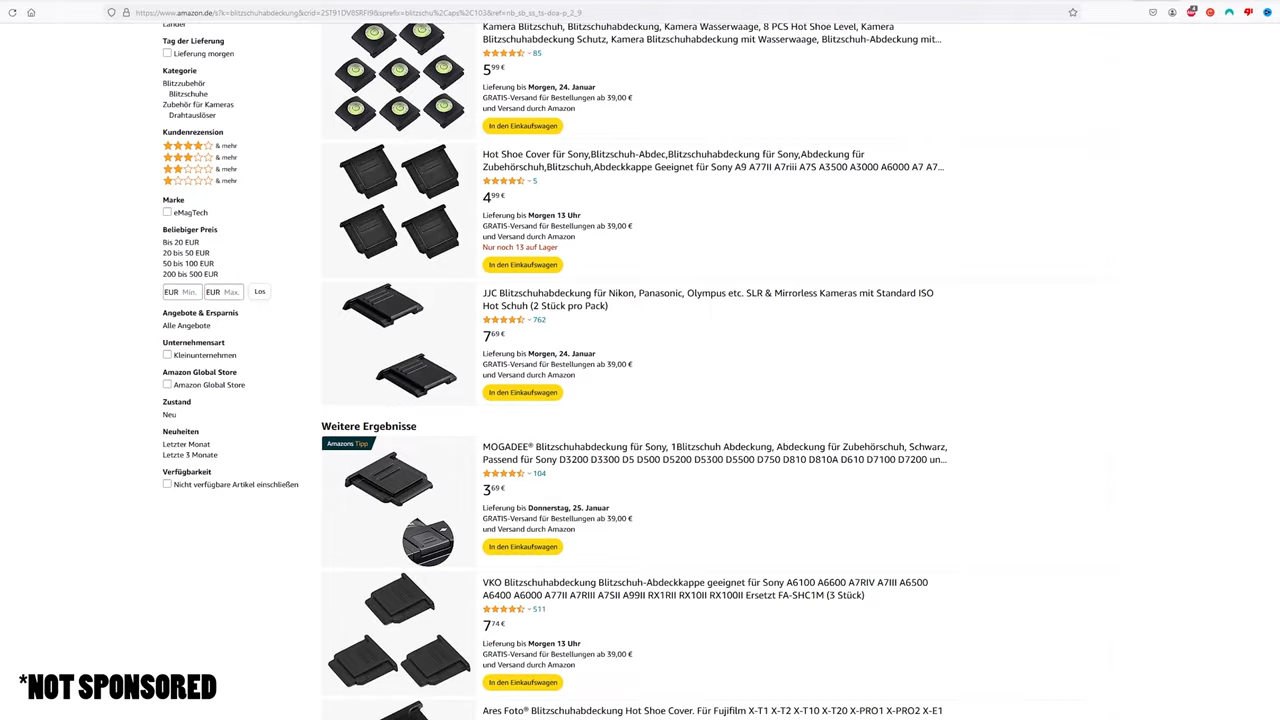 https://www.amazon.de/s?k=blitzschuhabdeckung&crid=2ST91DV8SRFI9&sprefix=blitzschu%2Caps%2C103&ref=nb_sb_ss_ts-doa-p_2_9
Länder
Tag der Lieferung
Lieferung morgen
Kategorie
Blitzzubehör
Blitzschuhe
Zubehör für Kameras
Drahtauslöser
Kundenrezension
& mehr
& mehr
& mehr
& mehr
Marke
eMagTech
Beliebiger Preis
Bis 20 EUR
20 bis 50 EUR
50 bis 100 EUR
200 bis 500 EUR
EUR Min. EUR Max. Los
Angebote & Ersparnis
Alle Angebote
Unternehmensart
Kleinunternehmen
Amazon Global Store
Amazon Global Store
Zustand
Neu
Neuheiten
Letzter Monat
Letzte 3 Monate
Verfügbarkeit
Nicht verfügbare Artikel einschließen
Kamera Blitzschuh, Blitzschuhabdeckung, Kamera Wasserwaage, 8 PCS Hot Shoe Level, Kamera
Blitzschuhabdeckung Schutz, Kamera Blitzschuhabdeckung mit Wasserwaage, Blitzschuh-Abdeckung mit...
85
5,99 €
Lieferung bis Morgen, 24. Januar
GRATIS-Versand für Bestellungen ab 39,00 €
und Versand durch Amazon
In den Einkaufswagen
Hot Shoe Cover für Sony,Blitzschuh-Abdec,Blitzschuhabdeckung für Sony,Abdeckung für
Zubehörschuh,Blitzschuh,Abdeckkappe Geeignet für Sony A9 A77II A7riii A7S A3500 A3000 A6000 A7 A7...
5
4,99 €
Lieferung bis Morgen 13 Uhr
GRATIS-Versand für Bestellungen ab 39,00 €
und Versand durch Amazon
Nur noch 13 auf Lager
In den Einkaufswagen
JJC Blitzschuhabdeckung für Nikon, Panasonic, Olympus etc. SLR & Mirrorless Kameras mit Standard ISO
Hot Schuh (2 Stück pro Pack)
762
7,69 €
Lieferung bis Morgen, 24. Januar
GRATIS-Versand für Bestellungen ab 39,00 €
und Versand durch Amazon
In den Einkaufswagen
Weitere Ergebnisse
Amazons Tipp
MOGADEE® Blitzschuhabdeckung für Sony, 1Blitzschuh Abdeckung, Abdeckung für Zubehörschuh, Schwarz,
Passend für Sony D3200 D3300 D5 D500 D5200 D5300 D5500 D750 D810 D810A D610 D7100 D7200 un...
104
3,69 €
Lieferung bis Donnerstag, 25. Januar
GRATIS-Versand für Bestellungen ab 39,00 €
und Versand durch Amazon
In den Einkaufswagen
VKO Blitzschuhabdeckung Blitzschuh-Abdeckkappe geeignet für Sony A6100 A6600 A7RIV A7III A6500
A6400 A6000 A77II A7RIII A7SII A99II RX1RII RX10II RX100II Ersetzt FA-SHC1M (3 Stück)
511
7,74 €
Lieferung bis Morgen 13 Uhr
GRATIS-Versand für Bestellungen ab 39,00 €
und Versand durch Amazon
In den Einkaufswagen
Ares Foto® Blitzschuhabdeckung Hot Shoe Cover. Für Fujifilm X-T1 X-T2 X-T10 X-T20 X-PRO1 X-PRO2 X-E1
*NOT SPONSORED